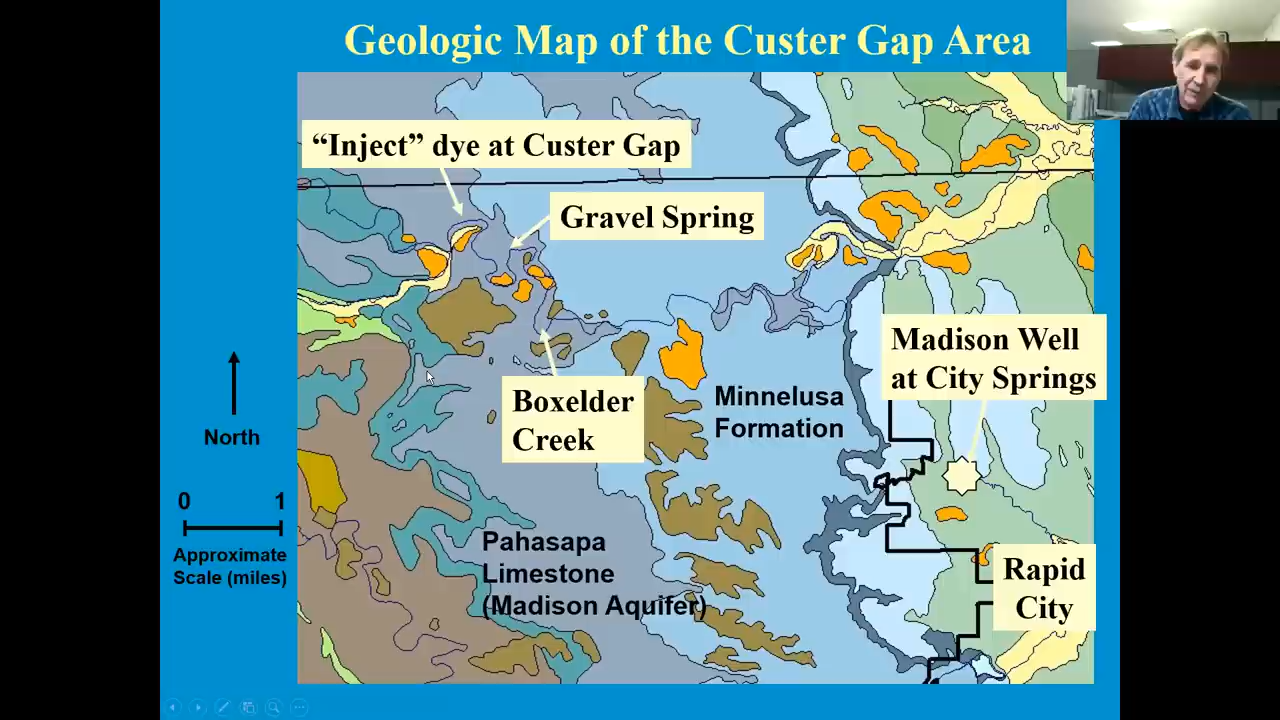 Geologic Map of the Custer Gap Area
“Inject” dye at Custer Gap
Gravel Spring
Madison Well
at City Springs
Boxelder
Creek
Minnelusa
Formation
North
0 1
Approximate
Scale (miles)
Pahasapa
Limestone
(Madison Aquifer)
Rapid
City